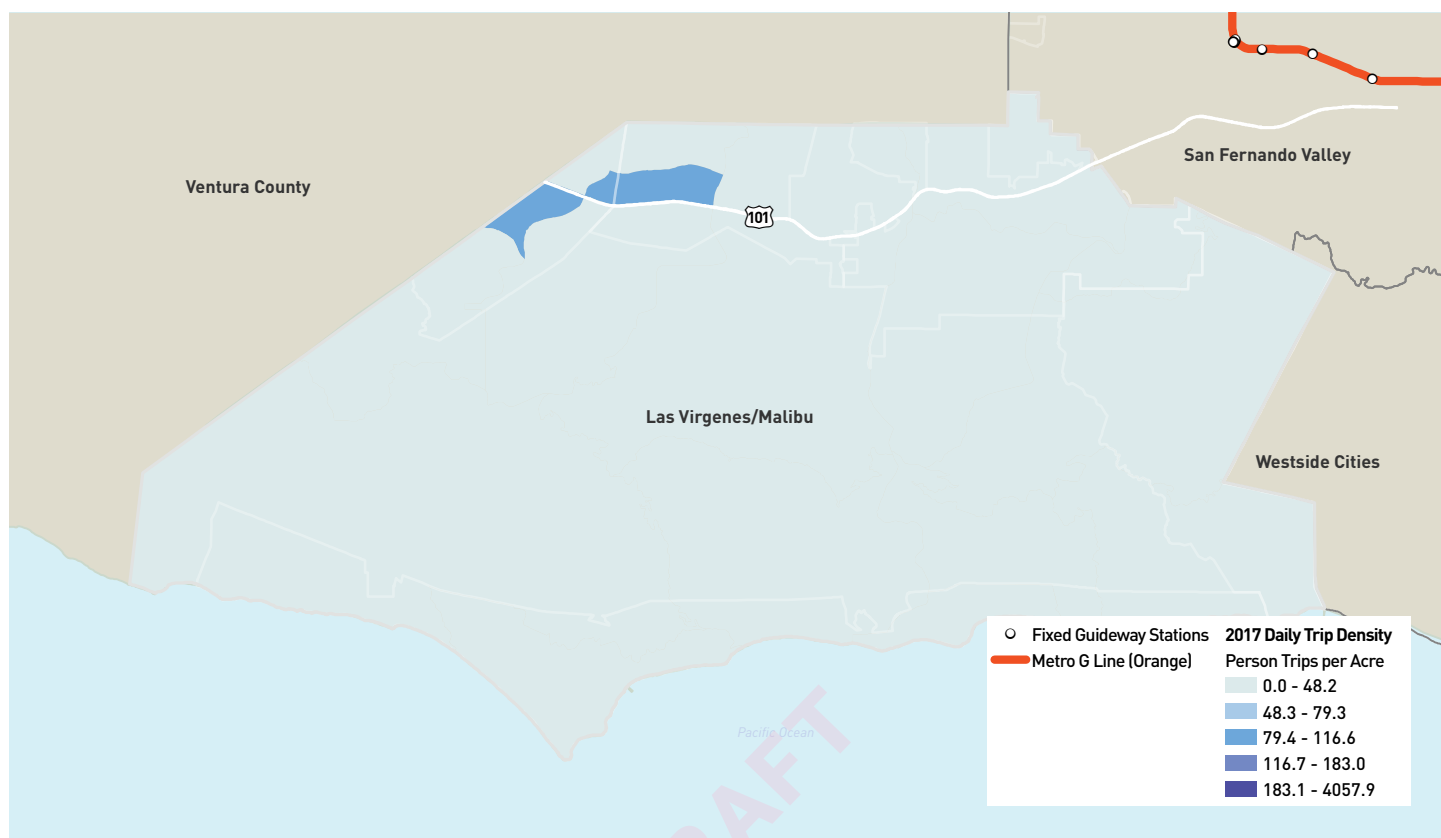 Ventura County
San Fernando Valley
101
Las Virgenes/Malibu
Westside Cities
Pacific Ocean
RAFT
Fixed Guideway Stations
Metro G Line (Orange)
2017 Daily Trip Density
Person Trips per Acre
0.0 - 48.2
48.3 - 79.3
79.4 - 116.6
116.7 - 183.0
183.1 - 4057.9